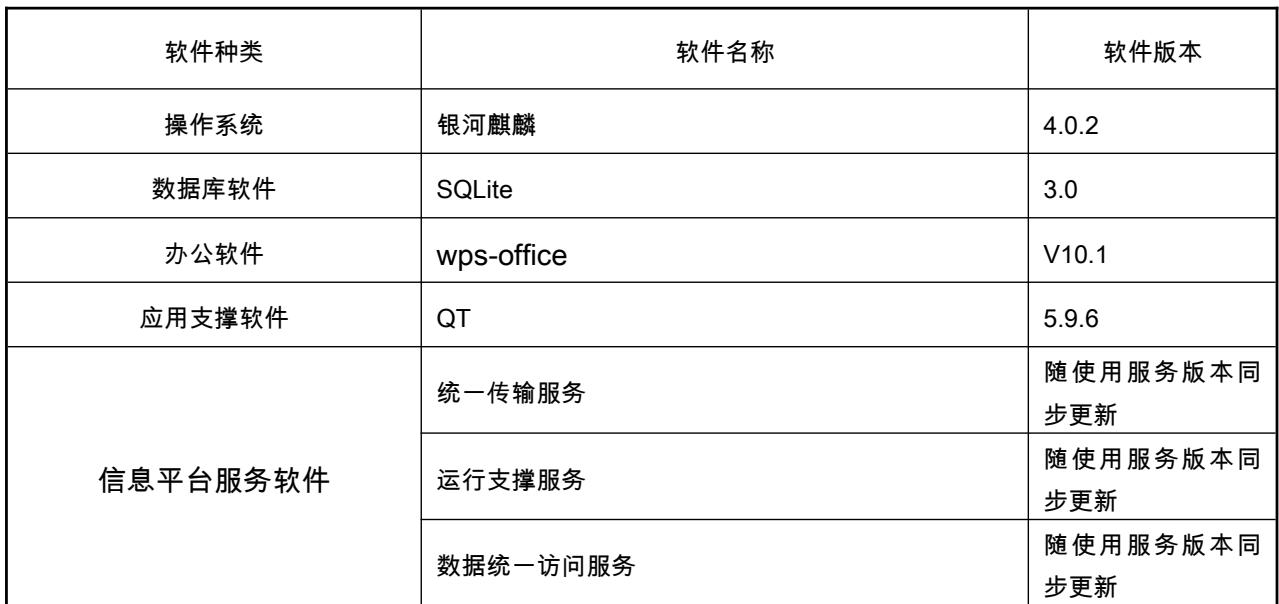 软件种类 软件名称 软件版本
操作系统 银河麒麟 4.0.2
数据库软件 SQLite 3.0
办公软件 wps-office V10.1
应用支撑软件 QT 5.9.6
信息平台服务软件
统一传输服务
随使用服务版本同
步更新
运行支撑服务
随使用服务版本同
步更新
数据统一访问服务
随使用服务版本同
步更新